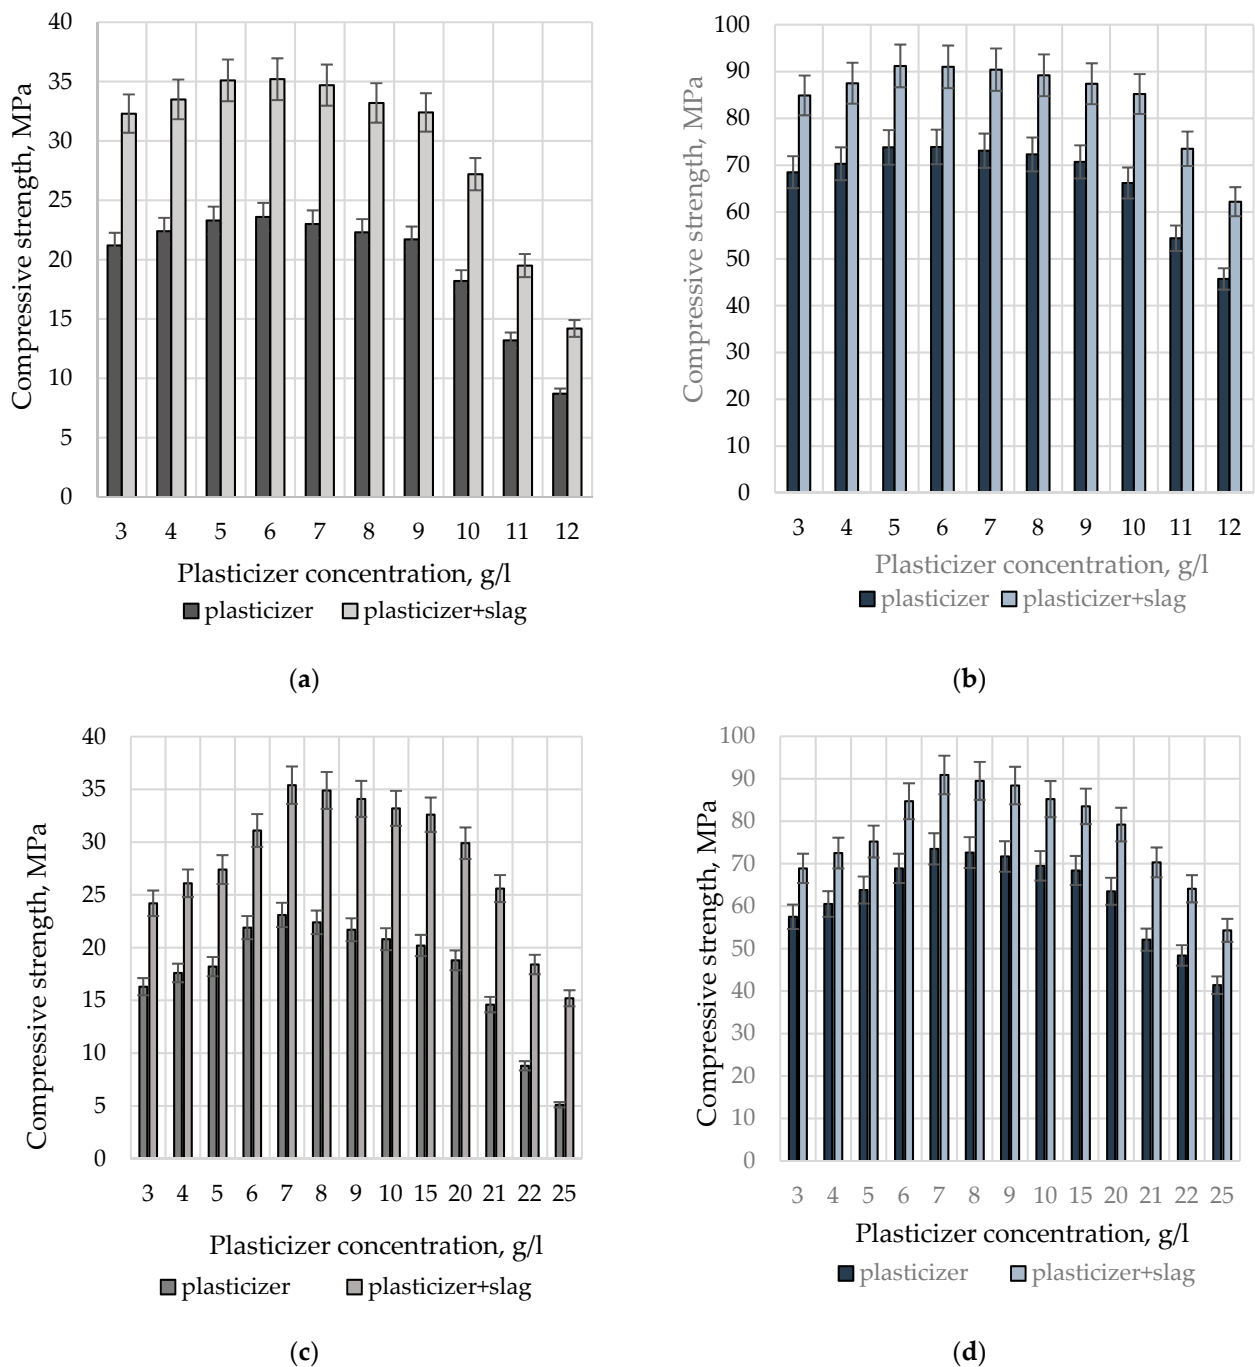 40
35
30
25
20
15
10
5
0
Compressive strength, MPa
3 4 5 6 7 8 9 10 11 12
Plasticizer concentration, g/l
plasticizer plasticizer+slag
(a)
100
90
80
70
60
50
40
30
20
10
0
Compressive strength, MPa
3 4 5 6 7 8 9 10 11 12
Plasticizer concentration, g/l
plasticizer plasticizer+slag
(b)
40
35
30
25
20
15
10
5
0
Compressive strength, MPa
3 4 5 6 7 8 9 10 15 20 21 22 25
Plasticizer concentration, g/l
plasticizer plasticizer+slag
(c)
100
90
80
70
60
50
40
30
20
10
0
Compressive strength, MPa
3 4 5 6 7 8 9 10 15 20 21 22 25
Plasticizer concentration, g/l
plasticizer plasticizer+slag
(d)